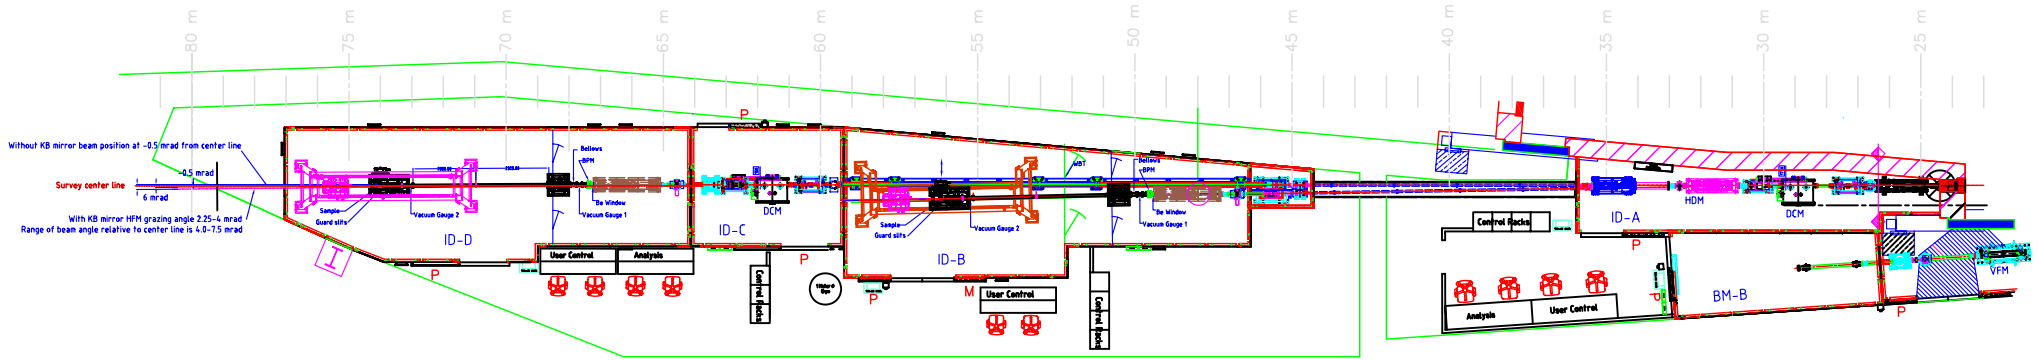 80 m
75 m
70 m
65 m
60 m
55 m
50 m
45 m
40 m
35 m
30 m
25 m
Without KB mirror beam position at -0.5 mrad from center line
-0.5 mrad
Survey center line
6 mrad
With KB mirror HFM grazing angle 2.25-4 mrad
Range of beam angle relative to center line is 4.0-7.5 mrad
Sample
Guard slits
Vacuum Gauge 2
Bellows
BPM
Be Window
Vacuum Gauge 1
ID-D
P
User Control
Analysis
P
DCM
ID-C
P
Control Racks
WBT
Bellows
BPM
Be Window
Vacuum Gauge 1
Sample
Guard slits
Vacuum Gauge 2
ID-B
P
M
User Control
Control Racks
Control Racks
ID-A
P
HDM
DCM
VFM
BM-B
P
P
Analysis
User Control